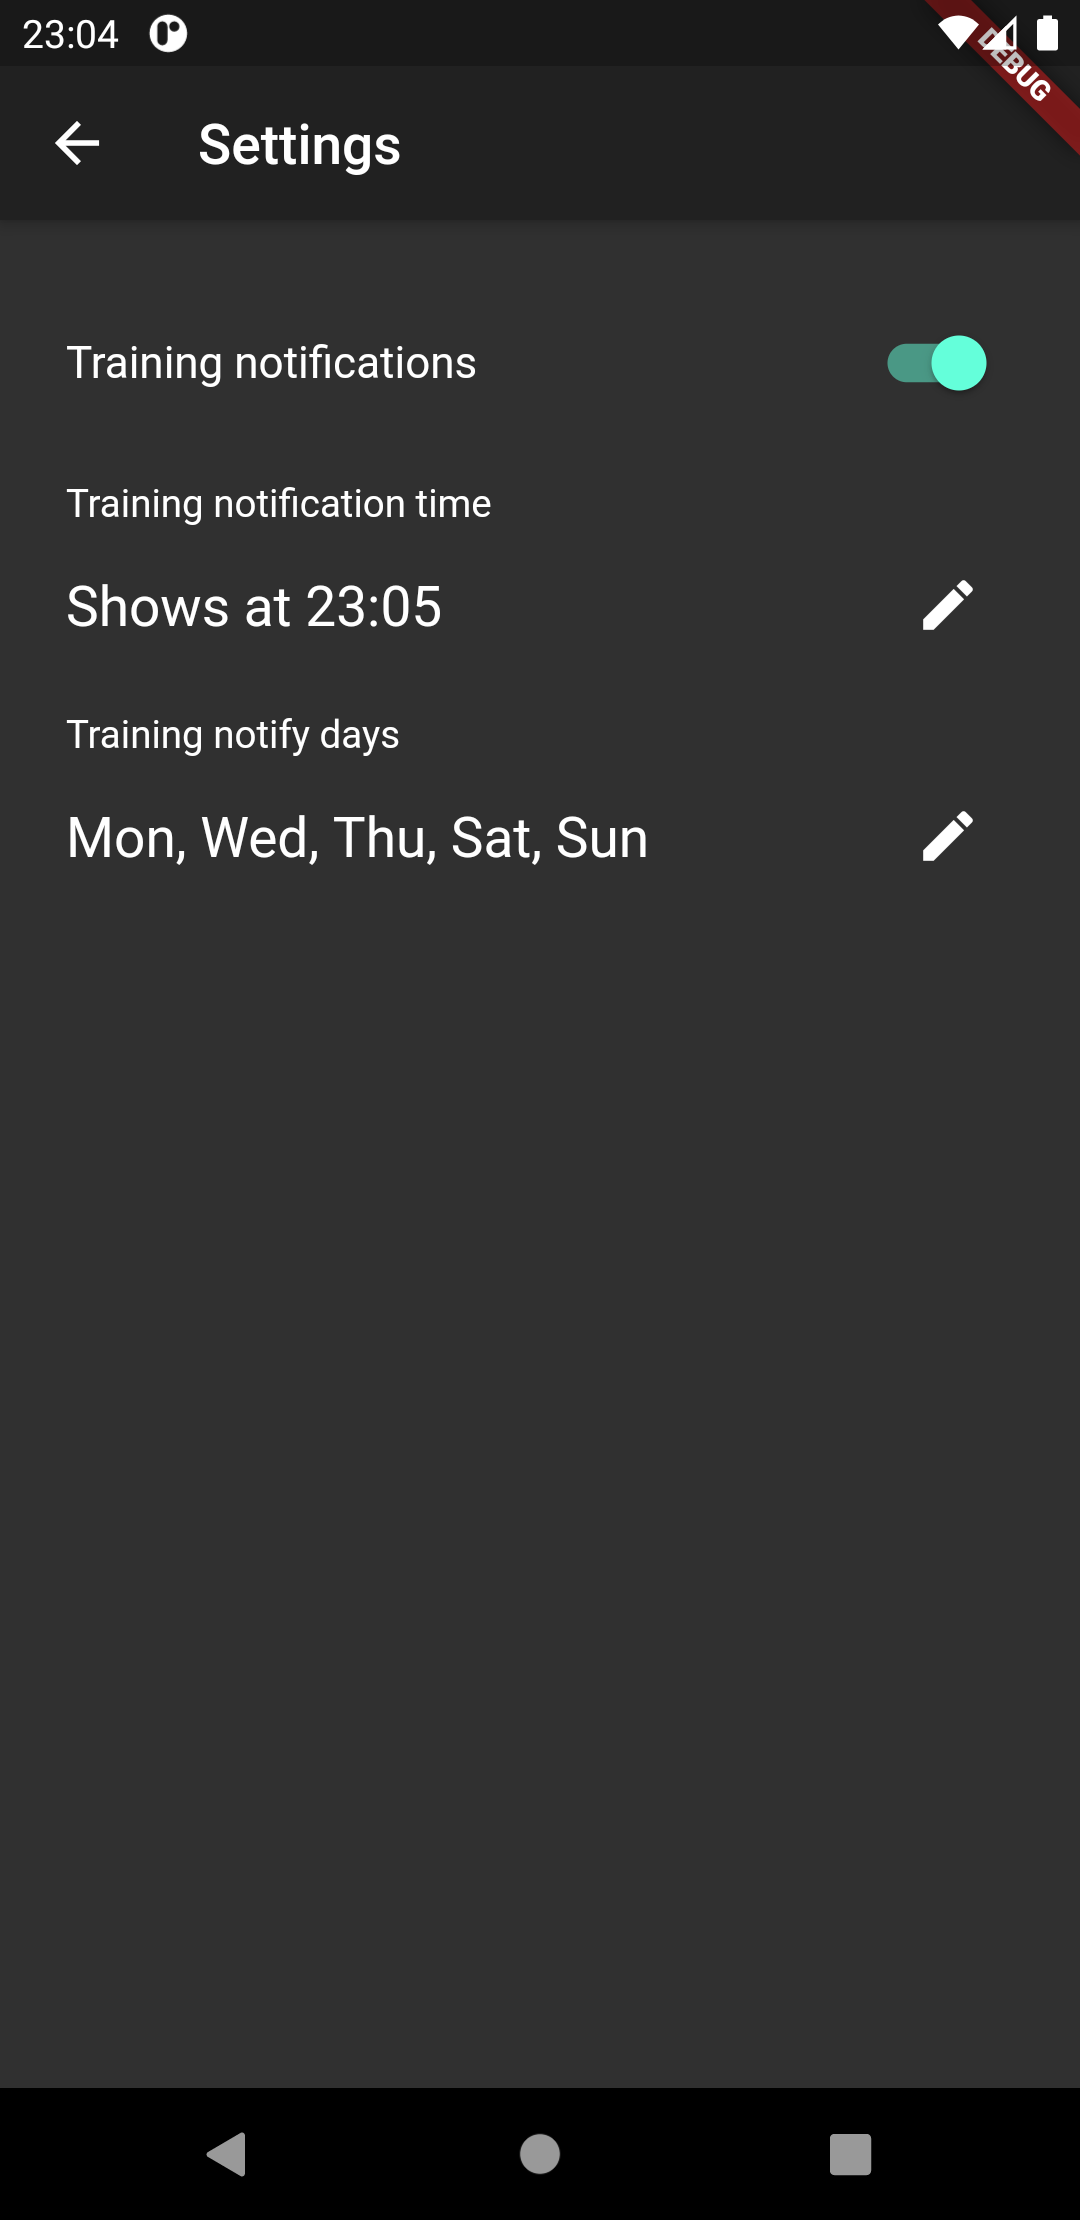 23:04
DEBUG
Settings
Training notifications
Training notification time
Shows at 23:05
Training notify days
Mon, Wed, Thu, Sat, Sun